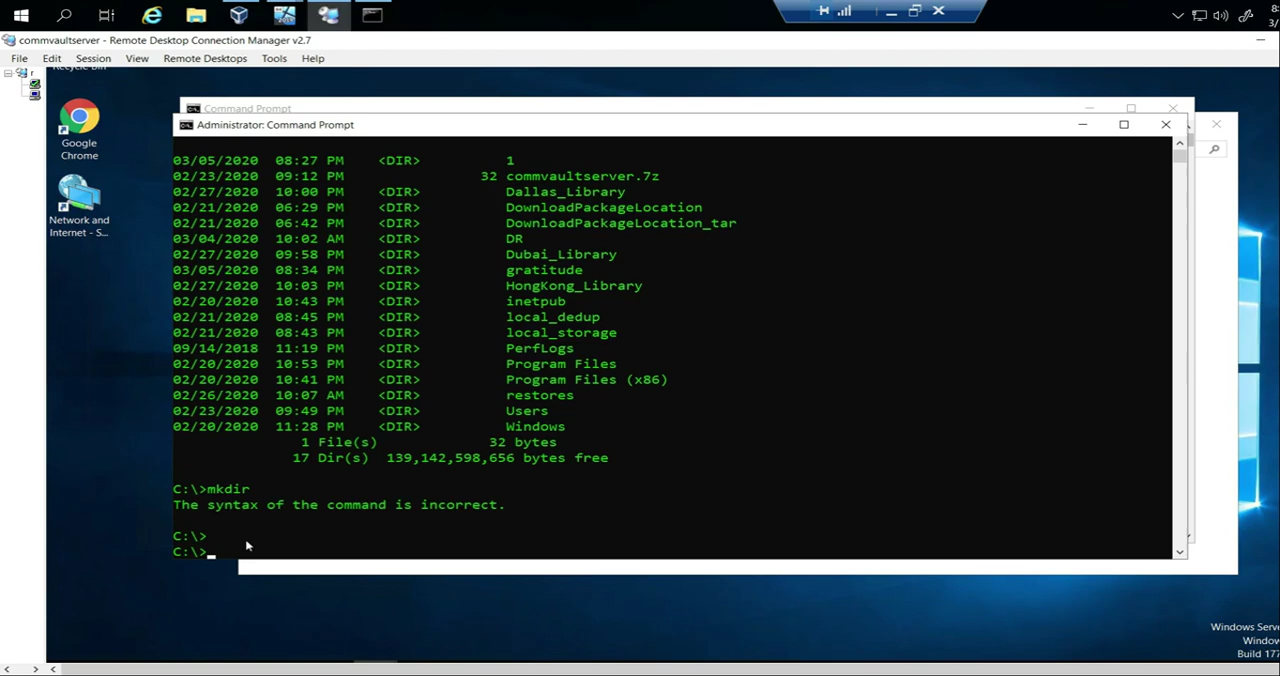 8:
3/
commvaultserver - Remote Desktop Connection Manager v2.7
File Edit Session View Remote Desktops Tools Help
r
Google
Chrome
Network and
Internet - S...
Command Prompt
Administrator: Command Prompt
03/05/2020 08:27 PM <DIR> 1
02/23/2020 09:12 PM 32 commvaultserver.7z
02/27/2020 10:00 PM <DIR> Dallas_Library
02/21/2020 06:29 PM <DIR> DownloadPackageLocation
02/21/2020 06:42 PM <DIR> DownloadPackageLocation_tar
03/04/2020 10:02 AM <DIR> DR
02/27/2020 09:58 PM <DIR> Dubai_Library
03/05/2020 08:34 PM <DIR> gratitude
02/27/2020 10:03 PM <DIR> HongKong_Library
02/20/2020 10:43 PM <DIR> inetpub
02/21/2020 08:45 PM <DIR> local_dedup
02/21/2020 08:43 PM <DIR> local_storage
09/14/2018 11:19 PM <DIR> PerfLogs
02/20/2020 10:53 PM <DIR> Program Files
02/20/2020 10:41 PM <DIR> Program Files (x86)
02/26/2020 10:07 AM <DIR> restores
02/23/2020 09:49 PM <DIR> Users
02/20/2020 11:28 PM <DIR> Windows
1 File(s) 32 bytes
17 Dir(s) 139,142,598,656 bytes free
C:\>mkdir
The syntax of the command is incorrect.
C:\>
C:\>
Windows Serve
Window
Build 177